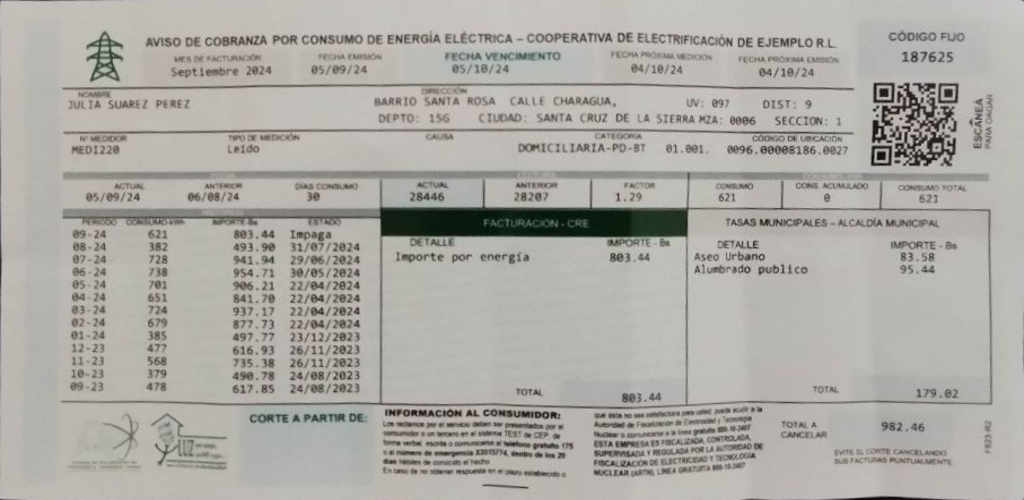 AVISO DE COBRANZA POR CONSUMO DE ENERGÍA ELÉCTRICA – COOPERATIVA DE ELECTRIFICACIÓN DE EJEMPLO R.L.
CÓDIGO FIJO
187625
MES DE FACTURACIÓN FECHA EMISIÓN FECHA VENCIMIENTO FECHA PRÓXIMA MEDICIÓN FECHA PRÓXIMA EMISIÓN
Septiembre 2024 05/09/24 05/10/24 04/10/24 04/10/24
NOMBRE DIRECCIÓN
JULIA SUAREZ PEREZ BARRIO SANTA ROSA CALLE CHARAGUA, UV: 097 DIST: 9
DEPTO: 15G CIUDAD: SANTA CRUZ DE LA SIERRA MZA: 0006 SECCION: 1
ESCÁNEA
PARA PAGAR
Nº MEDIDOR TIPO DE MEDICIÓN CAUSA CATEGORIA CÓDIGO DE UBICACIÓN
MEDI220 Leído DOMICILIARIA-PD-BT 01.001. 0096.00008186.0027
ACTUAL ANTERIOR DÍAS CONSUMO ACTUAL ANTERIOR FACTOR CONSUMO CONS. ACUMULADO CONSUMO TOTAL
05/09/24 06/08/24 30 28446 28207 1.29 621 0 621
PERIODO CONSUMO-kWh IMPORTE-Bs ESTADO
09-24 621 803.44 Impaga
08-24 382 493.90 31/07/2024
07-24 728 941.94 29/06/2024
06-24 738 954.71 30/05/2024
05-24 701 906.21 22/04/2024
04-24 651 841.70 22/04/2024
03-24 724 937.17 22/04/2024
02-24 679 877.73 22/04/2024
01-24 385 497.77 23/12/2023
12-23 477 616.93 26/11/2023
11-23 568 735.38 26/11/2023
10-23 379 490.78 24/08/2023
09-23 478 617.85 24/08/2023
FACTURACIÓN – CRE
DETALLE IMPORTE - Bs
Importe por energía 803.44
TOTAL 803.44
TASAS MUNICIPALES – ALCALDÍA MUNICIPAL
DETALLE IMPORTE - Bs
Aseo Urbano 83.58
Alumbrado publico 95.44
TOTAL 179.02
CORTE A PARTIR DE:
INFORMACIÓN AL CONSUMIDOR:
Los reclamos por el servicio deben ser presentados por el
consumidor o un tercero en el sistema TEST de CEP de
forma verbal, escrita o comunicarse al teléfono gratuito 175
o al número de emergencia 33015774, dentro de los 20
días hábiles de conocido el hecho
En caso de no obtener respuesta en el plazo establecido o
que ésta no sea satisfactoria para usted, puede acudir a la
Autoridad de Fiscalización de Electricidad y Tecnología
Nuclear o comunicarse a la línea gratuita 800-10-2407
ESTA EMPRESA ES FISCALIZADA, CONTROLADA,
SUPERVISADA Y REGULADA POR LA AUTORIDAD DE
FISCALIZACIÓN DE ELECTRICIDAD Y TECNOLOGÍA
NUCLEAR (AETN). LÍNEA GRATUITA 800-10-2407
TOTAL A
CANCELAR
982.46
EVITE EL CORTE CANCELANDO
SUS FACTURAS PUNTUALMENTE